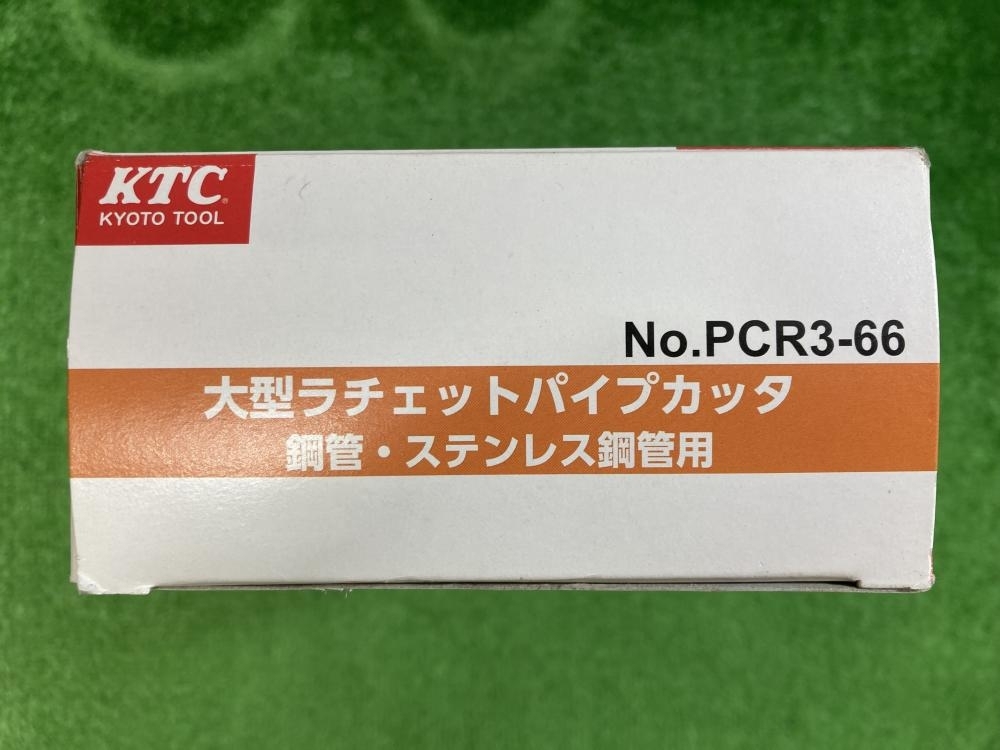 KTC
KYOTO TOOL
No.PCR3-66
大型ラチェットパイプカッタ
鋼管・ステンレス鋼管用